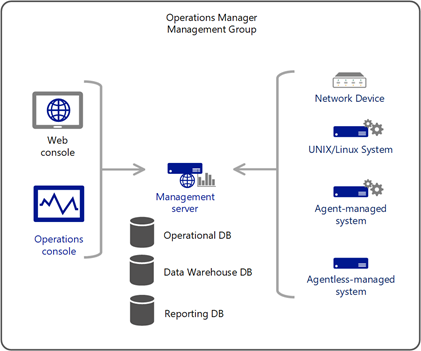 Operations Manager
Management Group
Web
console
Operations
console
Management
server
Operational DB
Data Warehouse DB
Reporting DB
Network Device
UNIX/Linux System
Agent-managed
system
Agentless-managed
system